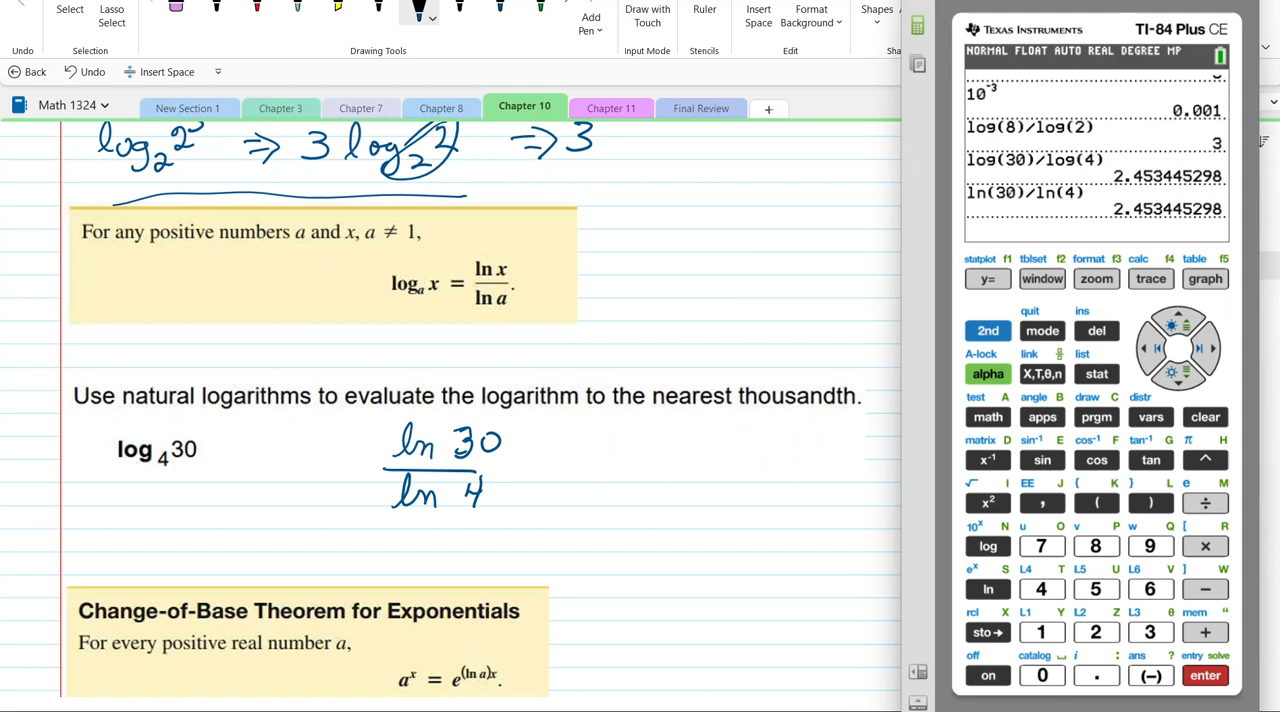 Select
Lasso Select
Add Pen
Draw with Touch
Ruler
Insert Space
Format Background
Shapes
Undo
Selection
Drawing Tools
Input Mode
Stencils
Edit
Back
Undo
Insert Space
Math 1324
New Section 1
Chapter 3
Chapter 7
Chapter 8
Chapter 10
Chapter 11
Final Review
+
log₂ 2³ => 3 log₂ 2 => 3
For any positive numbers a and x, a ≠ 1,
logₐ x = ln x / ln a.
Use natural logarithms to evaluate the logarithm to the nearest thousandth.
log ₄30
ln 30
ln 4
Change-of-Base Theorem for Exponentials
For every positive real number a,
aˣ = e^(ln a)x.
TEXAS INSTRUMENTS TI-84 Plus CE
NORMAL FLOAT AUTO REAL DEGREE MP
10⁻³
0.001
log(8)/log(2)
3
log(30)/log(4)
2.453445298
ln(30)/ln(4)
2.453445298
statplot f1 tblset f2 format f3 calc f4 table f5
y= window zoom trace graph
quit ins
2nd mode del
A-lock link list
alpha X,T,θ,n stat
test A angle B draw C distr
math apps prgm vars clear
matrix D sin⁻¹ E cos⁻¹ F tan⁻¹ G π H
x⁻¹ sin cos tan ^
√ I EE J { K } L e M
x² , ( ) ÷
10ˣ N u O v P w Q [ R
log 7 8 9 ×
eˣ S L4 T L5 U L6 V ] W
ln 4 5 6 −
rcl X L1 Y L2 Z L3 θ mem "
sto→ 1 2 3 +
off catalog i : ans ? entry solve
on 0 . (−) enter